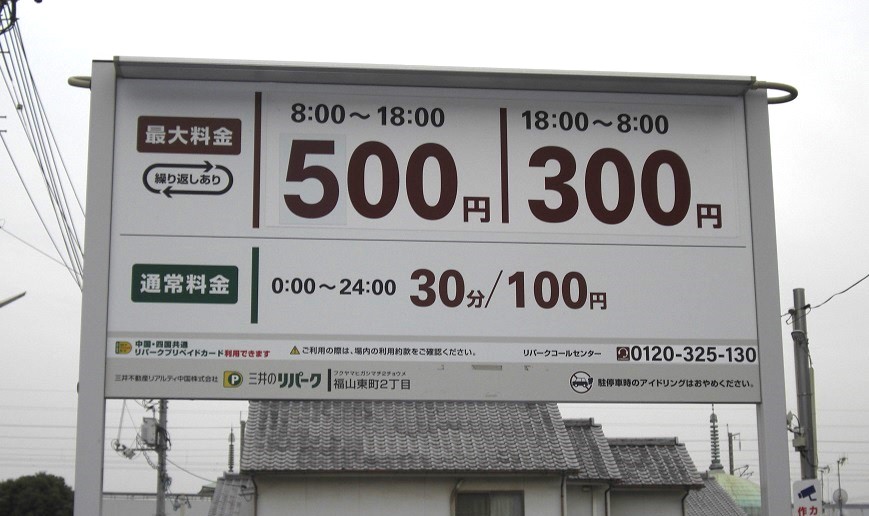 最大料金
繰り返しあり
8:00～18:00
500円
18:00～8:00
300円
通常料金
0:00～24:00 30分/100円
中国・四国共通
リパークプリペイドカード利用できます
ご利用の際は、場内の利用約款をご確認ください。
リパークコールセンター 0120-325-130
三井不動産リアルティ中国株式会社
P 三井のリパーク
フクヤマヒガシマチ2チョウメ
福山東町2丁目
駐停車時のアイドリングはおやめください。
作力